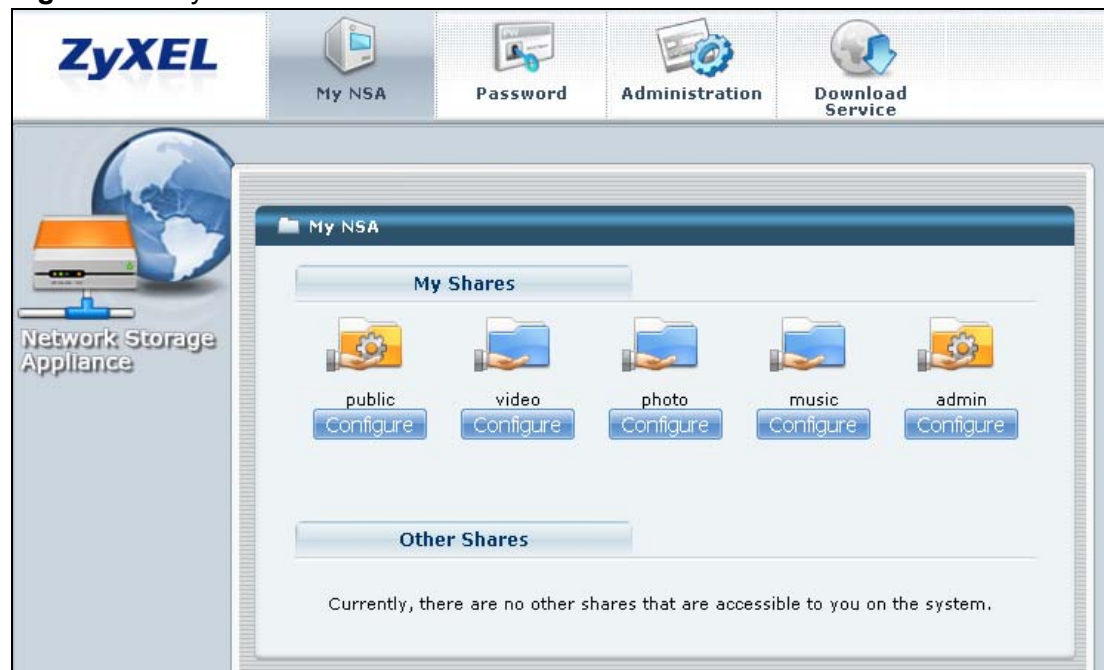 ZyXEL
My NSA
Password
Administration
Download
Service
Network Storage
Appliance
My NSA
My Shares
public
video
photo
music
admin
Configure
Configure
Configure
Configure
Configure
Other Shares
Currently, there are no other shares that are accessible to you on the system.